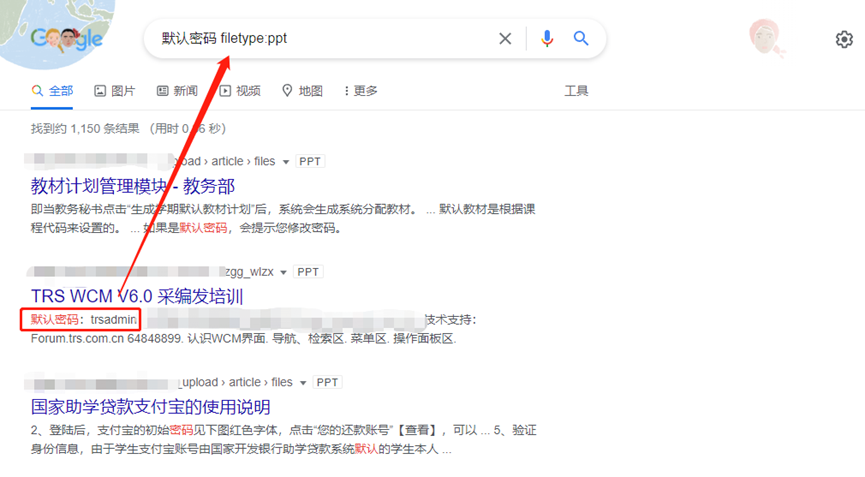 Google
默认密码 filetype:ppt
全部 图片 新闻 视频 地图 更多 工具
找到约 1,150 条结果 （用时 0. 6 秒）
pload › article › files PPT
教材计划管理模块 - 教务部
即当教务秘书点击“生成学期默认教材计划”后，系统会生成系统分配教材。 ... 默认教材是根据课
程代码来设置的。 ... 如果是默认密码，会提示您修改密码。
zgg_wlzx PPT
TRS WCM V6.0 采编发培训
默认密码：trsadmin 技术支持：
Forum.trs.com.cn 64848899. 认识WCM界面. 导航、检索区. 菜单区. 操作面板区.
_upload › article › files PPT
国家助学贷款支付宝的使用说明
2、登陆后，支付宝的初始密码见下图红色字体，点击“您的还款账号”【查看】，可以 ... 5、验证
身份信息，由于学生支付宝账号由国家开发银行助学贷款系统默认的学生本人 ...